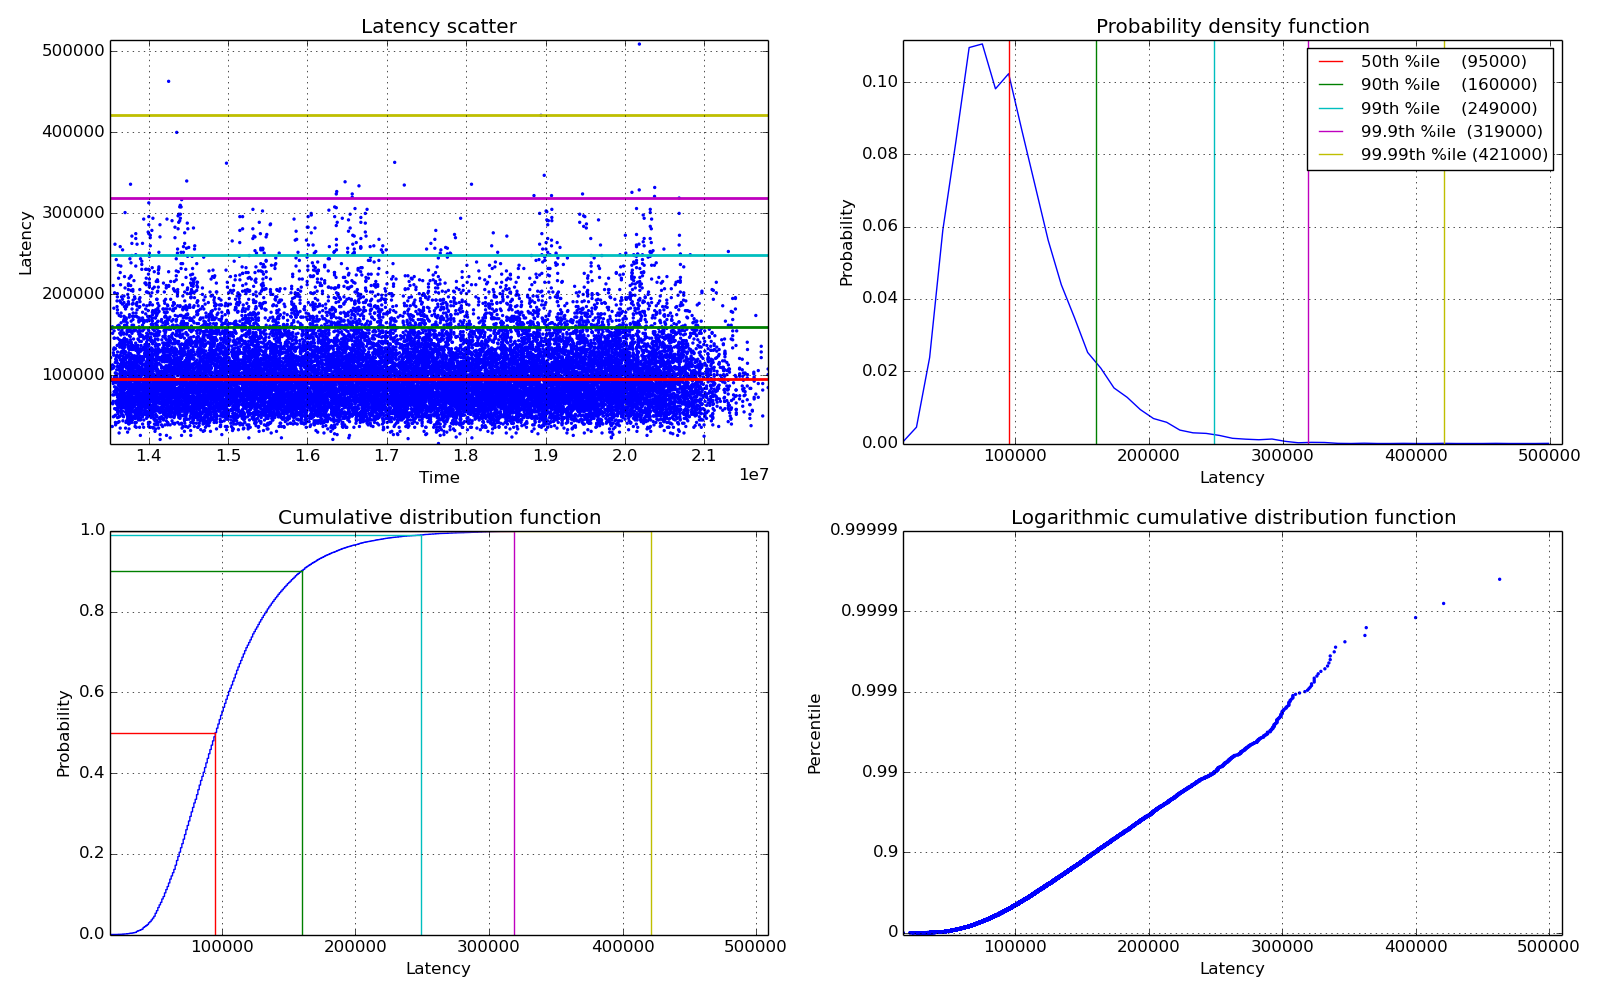 Latency scatter
500000
400000
300000
200000
100000
Latency
1.4 1.5 1.6 1.7 1.8 1.9 2.0 2.1
1e7
Time
Probability density function
50th %ile (95000)
90th %ile (160000)
99th %ile (249000)
99.9th %ile (319000)
99.99th %ile (421000)
0.10
0.08
0.06
0.04
0.02
0.00
Probability
100000 200000 300000 400000 500000
Latency
Cumulative distribution function
1.0
0.8
0.6
0.4
0.2
0.0
Probability
100000 200000 300000 400000 500000
Latency
Logarithmic cumulative distribution function
0.99999
0.9999
0.999
0.99
0.9
0
Percentile
100000 200000 300000 400000 500000
Latency